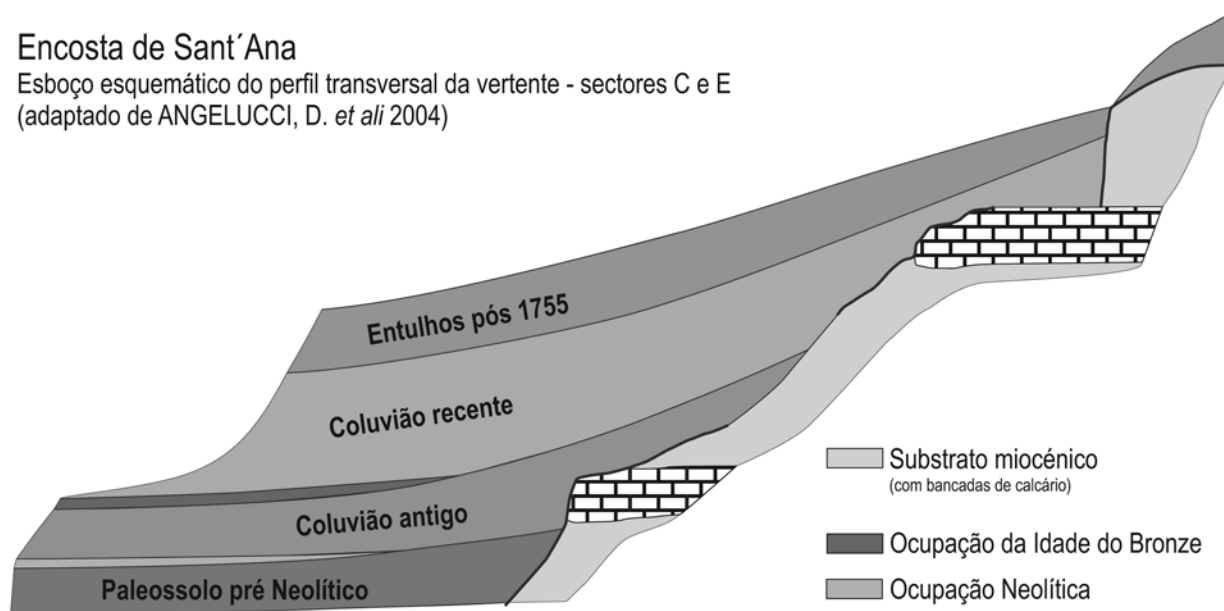 Encosta de Sant´Ana
Esboço esquemático do perfil transversal da vertente - sectores C e E
(adaptado de ANGELUCCI, D. et ali 2004)
Entulhos pós 1755
Coluvião recente
Coluvião antigo
Paleossolo pré Neolítico
Substrato miocénico
(com bancadas de calcário)
Ocupação da Idade do Bronze
Ocupação Neolítica